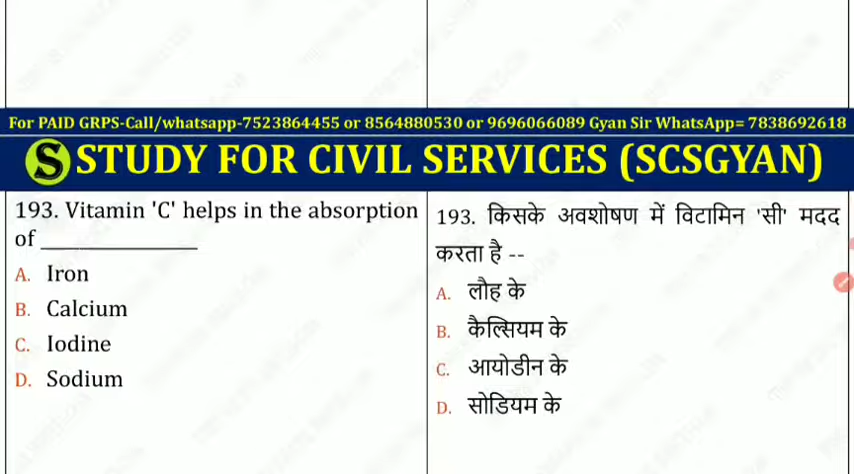 For PAID GRPS-Call/whatsapp-7523864455 or 8564880530 or 9696066089 Gyan Sir WhatsApp= 7838692618
S STUDY FOR CIVIL SERVICES (SCSGYAN)
193. Vitamin 'C' helps in the absorption
of _______________
A. Iron
B. Calcium
C. Iodine
D. Sodium
193. किसके अवशोषण में विटामिन 'सी' मदद
करता है --
A. लौह के
B. कैल्सियम के
C. आयोडीन के
D. सोडियम के